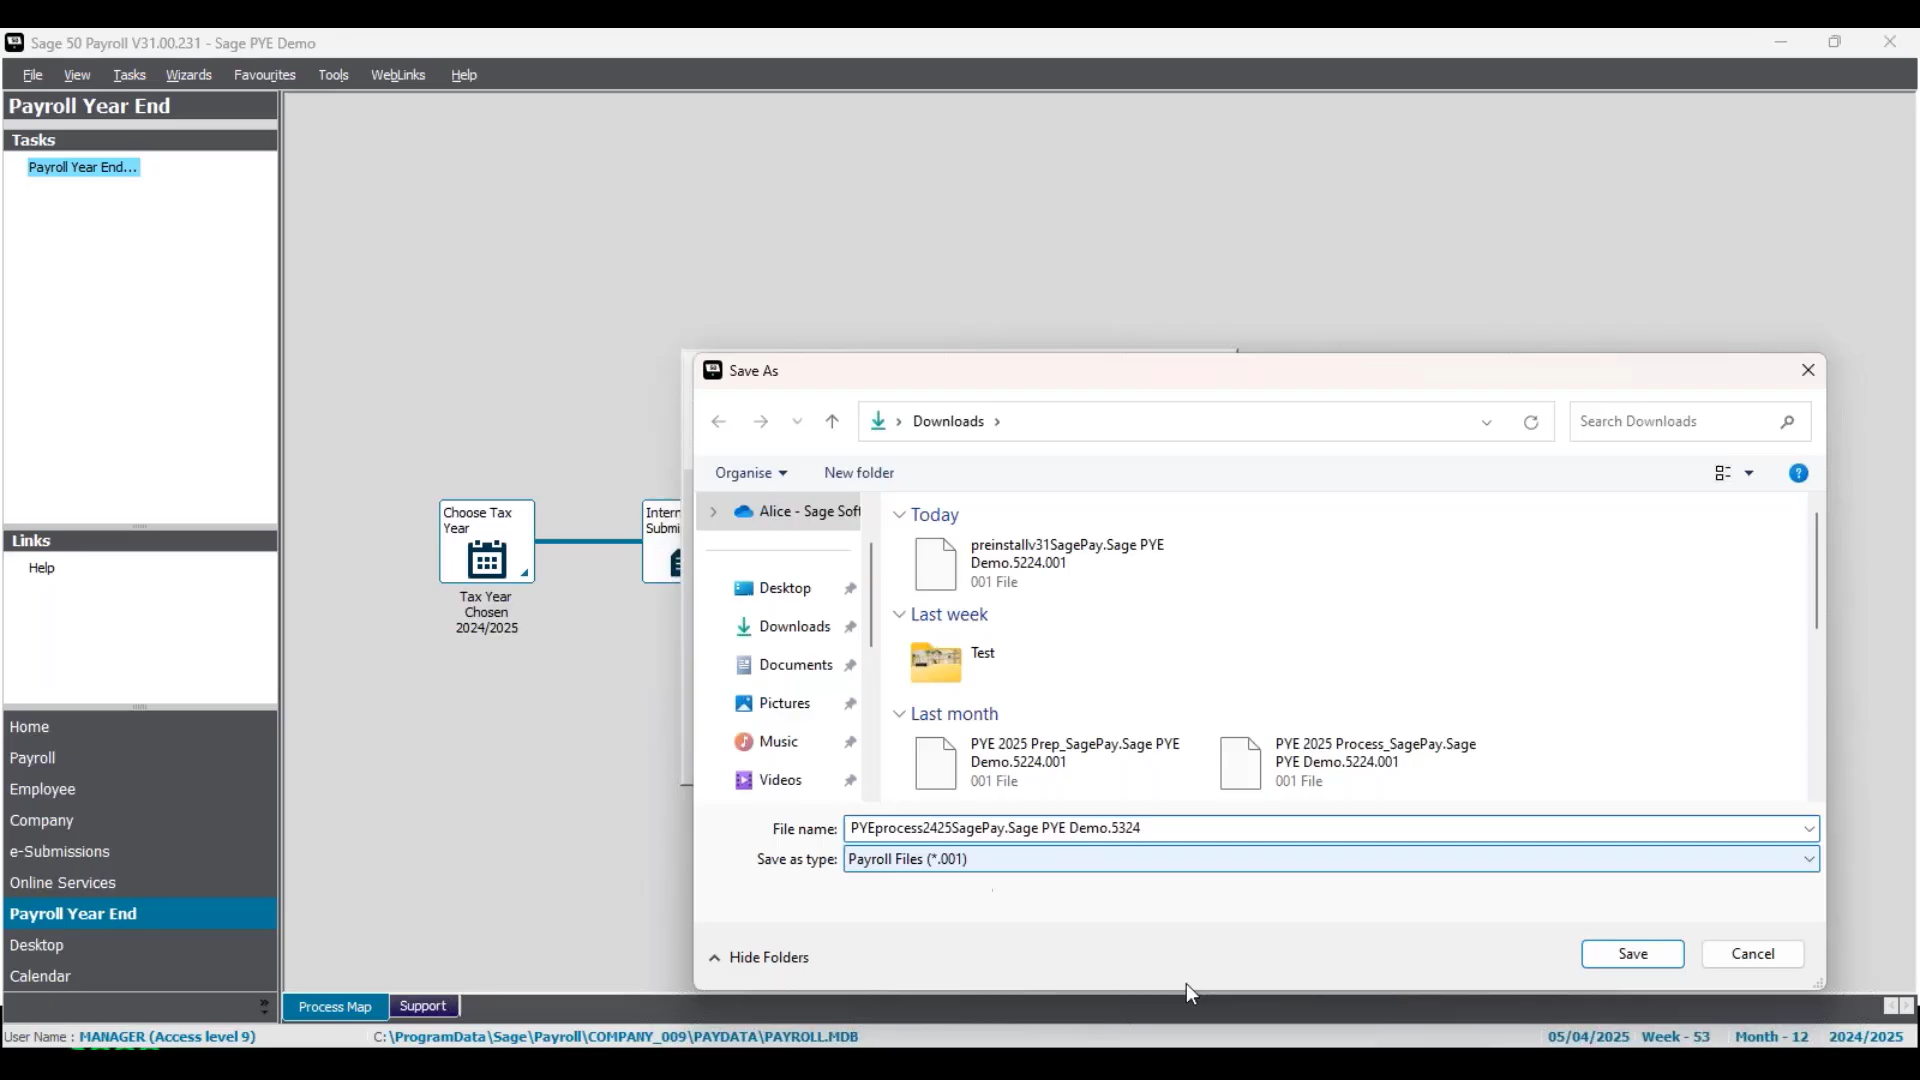 Sage 50 Payroll V31.00.231 - Sage PYE Demo
File View Tasks Wizards Favourites Tools WebLinks Help
Payroll Year End
Tasks
Payroll Year End...
Links
Help
Home
Payroll
Employee
Company
e-Submissions
Online Services
Payroll Year End
Desktop
Calendar
Choose Tax
Year
Tax Year
Chosen
2024/2025
Intern
Submi
Save As
Downloads
Search Downloads
Organise New folder
Alice - Sage Soft
Desktop
Downloads
Documents
Pictures
Music
Videos
Today
preinstallv31SagePay.Sage PYE
Demo.5224.001
001 File
Last week
Test
Last month
PYE 2025 Prep_SagePay.Sage PYE
Demo.5224.001
001 File
PYE 2025 Process_SagePay.Sage
PYE Demo.5224.001
001 File
File name: PYEprocess2425SagePay.Sage PYE Demo.5324
Save as type: Payroll Files (*.001)
Hide Folders
Save Cancel
Process Map Support
User Name : MANAGER (Access level 9) C:\ProgramData\Sage\Payroll\COMPANY_009\PAYDATA\PAYROLL.MDB 05/04/2025 Week - 53 Month - 12 2024/2025